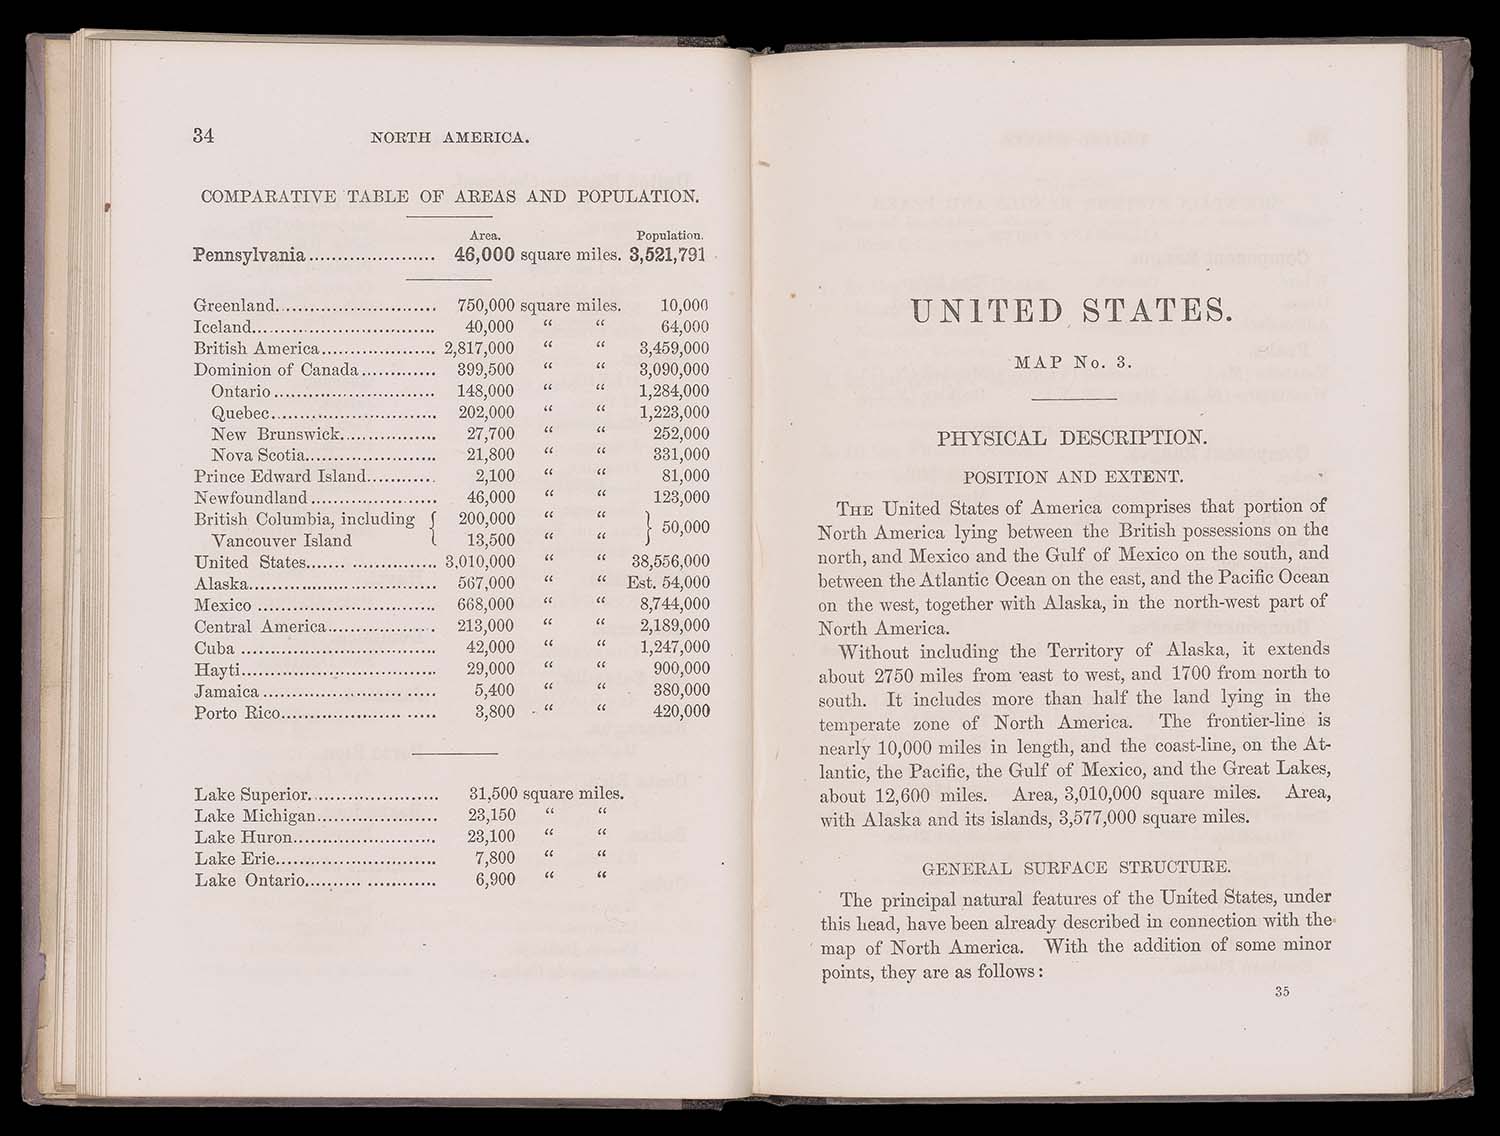 34 NORTH AMERICA.
COMPARATIVE TABLE OF AREAS AND POPULATION.
Area. Population.
Pennsylvania...................... 46,000 square miles. 3,521,791
Greenland............................ 750,000 square miles. 10,000
Iceland................................ 40,000 “ “ 64,000
British America.................... 2,817,000 “ “ 3,459,000
Dominion of Canada............. 399,500 “ “ 3,090,000
Ontario............................ 148,000 “ “ 1,284,000
Quebec............................. 202,000 “ “ 1,223,000
New Brunswick................. 27,700 “ “ 252,000
Nova Scotia....................... 21,800 “ “ 331,000
Prince Edward Island............ 2,100 “ “ 81,000
Newfoundland...................... 46,000 “ “ 123,000
British Columbia, including { 200,000 “ “ } 50,000
Vancouver Island 13,500 “ “
United States....... ............... 3,010,000 “ “ 38,556,000
Alaska................................. 567,000 “ “ Est. 54,000
Mexico ............................... 668,000 “ “ 8,744,000
Central America................... 213,000 “ “ 2,189,000
Cuba .................................. 42,000 “ “ 1,247,000
Hayti.................................. 29,000 “ “ 900,000
Jamaica........................ ..... 5,400 “ “ 380,000
Porto Rico..................... ..... 3,800 “ “ 420,000
Lake Superior....................... 31,500 square miles.
Lake Michigan..................... 23,150 “ “
Lake Huron......................... 23,100 “ “
Lake Erie............................ 7,800 “ “
Lake Ontario.......... ............ 6,900 “ “
UNITED STATES.
MAP No. 3.
PHYSICAL DESCRIPTION.
POSITION AND EXTENT.
THE United States of America comprises that portion of
North America lying between the British possessions on the
north, and Mexico and the Gulf of Mexico on the south, and
between the Atlantic Ocean on the east, and the Pacific Ocean
on the west, together with Alaska, in the north-west part of
North America.
Without including the Territory of Alaska, it extends
about 2750 miles from east to west, and 1700 from north to
south. It includes more than half the land lying in the
temperate zone of North America. The frontier-line is
nearly 10,000 miles in length, and the coast-line, on the At-
lantic, the Pacific, the Gulf of Mexico, and the Great Lakes,
about 12,600 miles. Area, 3,010,000 square miles. Area,
with Alaska and its islands, 3,577,000 square miles.
GENERAL SURFACE STRUCTURE.
The principal natural features of the United States, under
this head, have been already described in connection with the
map of North America. With the addition of some minor
points, they are as follows:
35